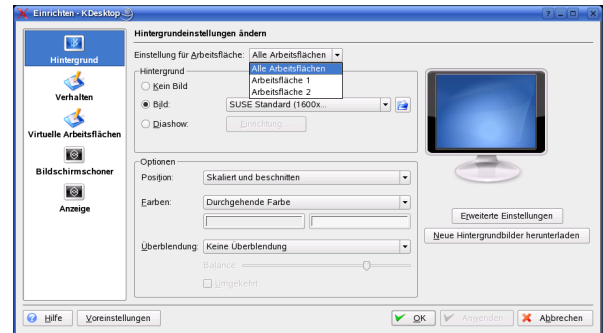 Einrichten - KDesktop
Hintergrund
Verhalten
Virtuelle Arbeitsflächen
Bildschirmschoner
Anzeige
Hintergrundeinstellungen ändern
Einstellung für Arbeitsfläche: Alle Arbeitsflächen
Alle Arbeitsflächen
Arbeitsfläche 1
Arbeitsfläche 2
Hintergrund
Kein Bild
Bild: SUSE Standard (1600x...
Diashow: Einrichtung...
Optionen
Position: Skaliert und beschnitten
Farben: Durchgehende Farbe
Überblendung: Keine Überblendung
Balance:
Umgekehrt
Erweiterte Einstellungen
Neue Hintergrundbilder herunterladen
Hilfe Voreinstellungen OK Anwenden Abbrechen